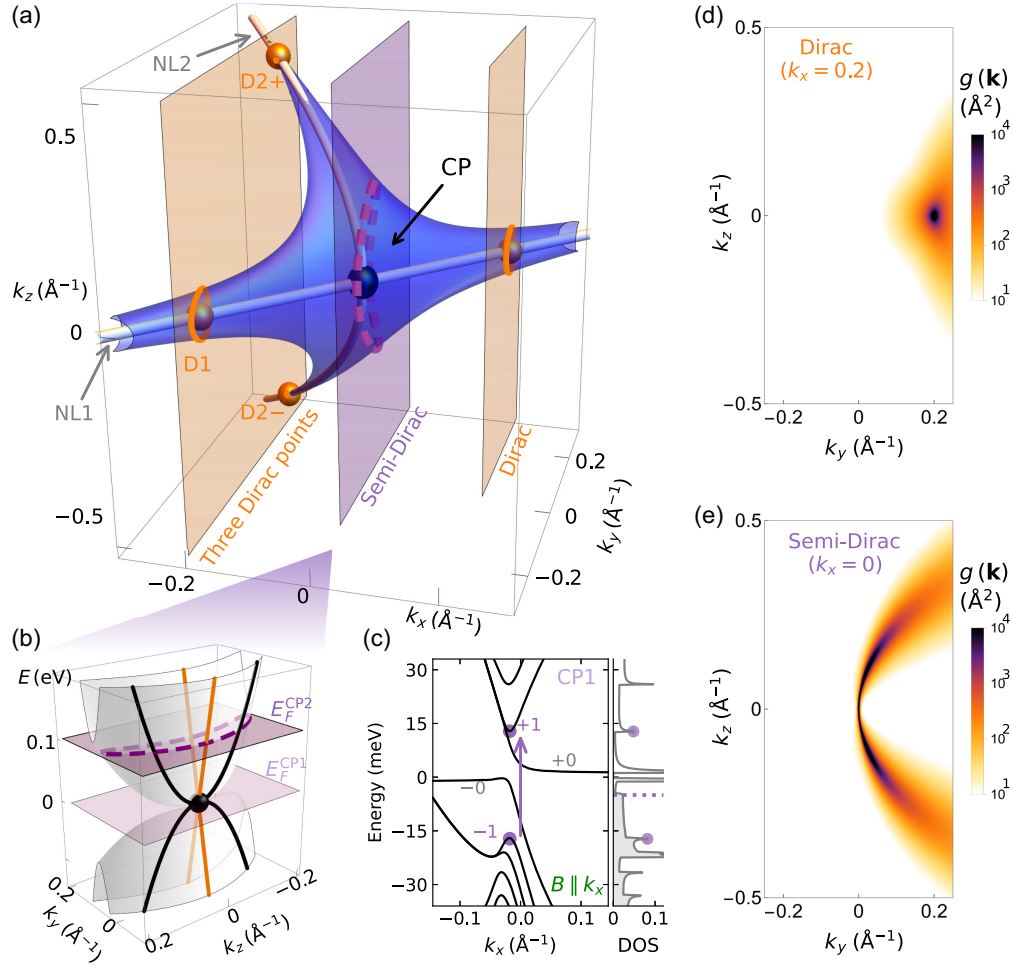 (a)
NL2
D2+
0.5
CP
k_z (Å⁻¹)
0
D1
NL1
D2−
−0.5
Three Dirac points
Semi-Dirac
Dirac
0.2
0
−0.2
k_y (Å⁻¹)
−0.2
0
k_x (Å⁻¹)
(b)
E (eV)
E_F^CP2
0.1
E_F^CP1
0
0.2
0
k_y (Å⁻¹)
0.2
0
−0.2
k_z (Å⁻¹)
(c)
CP1
30
15
0
−15
−30
Energy (meV)
+1
+0
−0
−1
B ∥ k_x
−0.1
0.0
0.1
0
0.1
k_x (Å⁻¹)
DOS
(d)
0.5
Dirac
(k_x = 0.2)
g (k)
(Å²)
10⁴
10³
10²
10¹
k_z (Å⁻¹)
0
−0.5
−0.2
0
0.2
k_y (Å⁻¹)
(e)
0.5
Semi-Dirac
(k_x = 0)
g (k)
(Å²)
10⁴
10³
10²
10¹
k_z (Å⁻¹)
0
−0.5
−0.2
0
0.2
k_y (Å⁻¹)